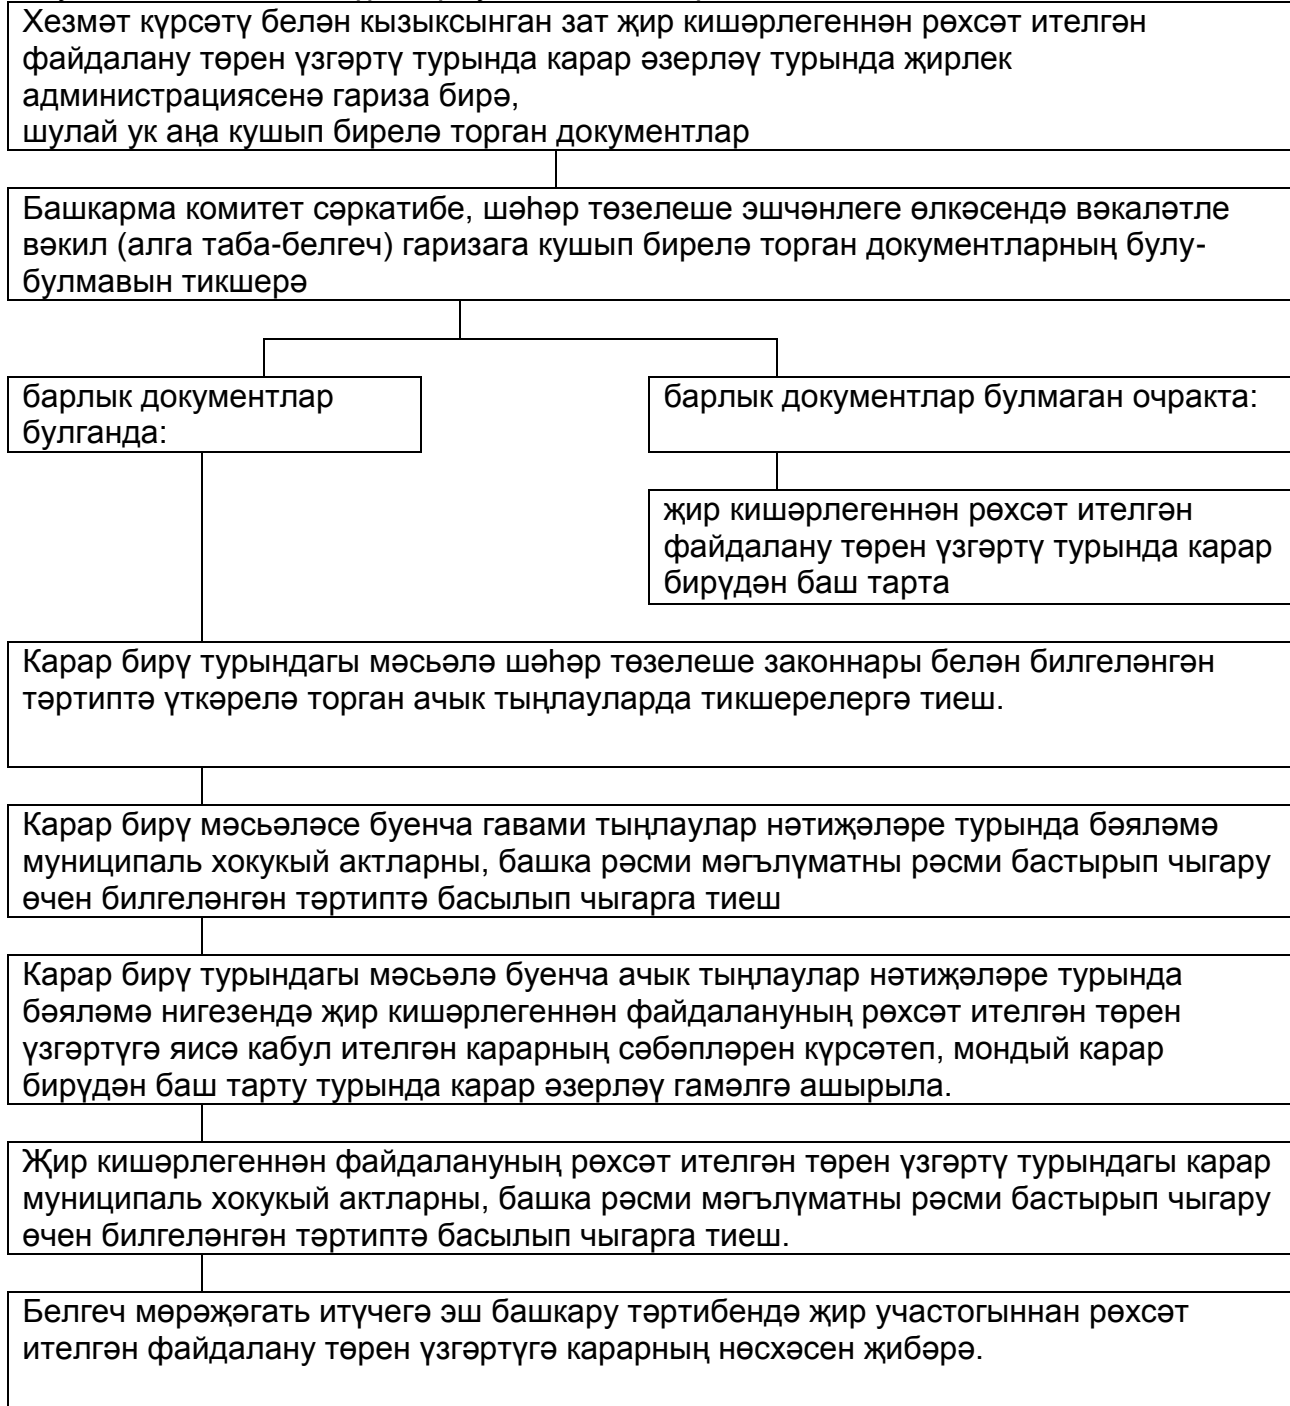 Хезмәт күрсәтү белән кызыксынган зат җир кишәрлегеннән рөхсәт ителгән
файдалану төрен үзгәртү турында карар әзерләү турында җирлек
администрациясенә гариза бирә,
шулай ук аңа кушып бирелә торган документлар
Башкарма комитет сәркатибе, шәһәр төзелеше эшчәнлеге өлкәсендә вәкаләтле
вәкил (алга таба-белгеч) гаризага кушып бирелә торган документларның булу-
булмавын тикшерә
барлык документлар
булганда:
барлык документлар булмаган очракта:
җир кишәрлегеннән рөхсәт ителгән
файдалану төрен үзгәртү турында карар
бирүдән баш тарта
Карар бирү турындагы мәсьәлә шәһәр төзелеше законнары белән билгеләнгән
тәртиптә үткәрелә торган ачык тыңлауларда тикшерелергә тиеш.
Карар бирү мәсьәләсе буенча гавами тыңлаулар нәтиҗәләре турында бәяләмә
муниципаль хокукый актларны, башка рәсми мәгълүматны рәсми бастырып чыгару
өчен билгеләнгән тәртиптә басылып чыгарга тиеш
Карар бирү турындагы мәсьәлә буенча ачык тыңлаулар нәтиҗәләре турында
бәяләмә нигезендә җир кишәрлегеннән файдалануның рөхсәт ителгән төрен
үзгәртүгә яисә кабул ителгән карарның сәбәпләрен күрсәтеп, мондый карар
бирүдән баш тарту турында карар әзерләү гамәлгә ашырыла.
Җир кишәрлегеннән файдалануның рөхсәт ителгән төрен үзгәртү турындагы карар
муниципаль хокукый актларны, башка рәсми мәгълүматны рәсми бастырып чыгару
өчен билгеләнгән тәртиптә басылып чыгарга тиеш.
Белгеч мөрәҗәгать итүчегә эш башкару тәртибендә җир участогыннан рөхсәт
ителгән файдалану төрен үзгәртүгә карарның нөсхәсен җибәрә.